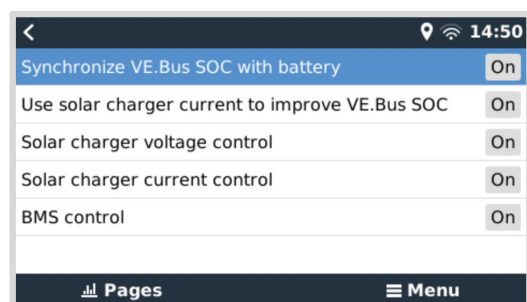 14:50
Synchronize VE.Bus SOC with battery On
Use solar charger current to improve VE.Bus SOC On
Solar charger voltage control On
Solar charger current control On
BMS control On
Pages Menu